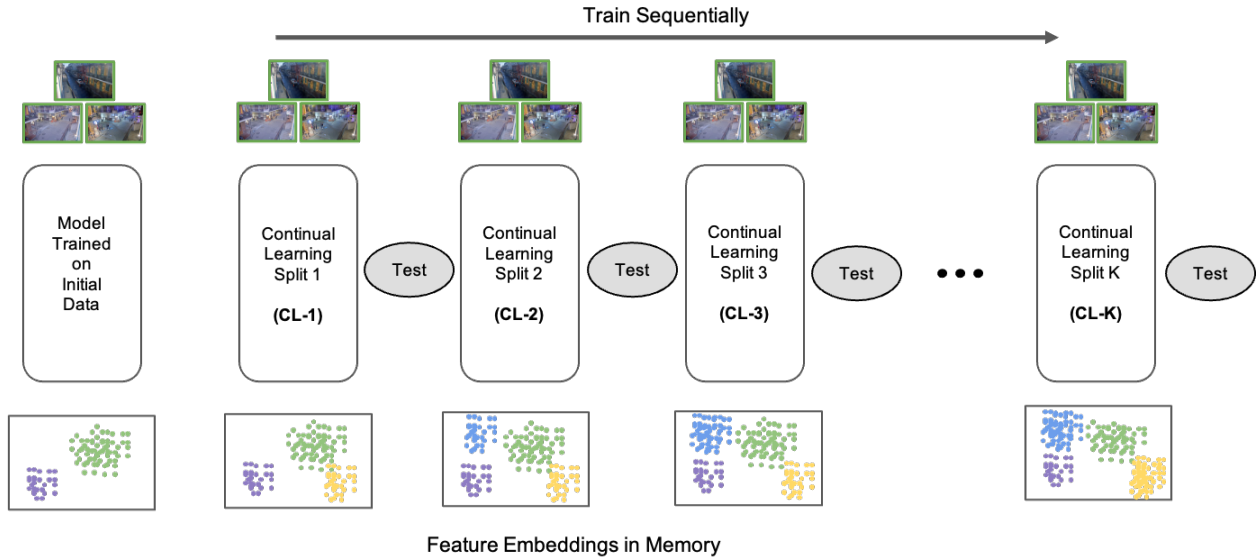 Train Sequentially
Model
Trained
on
Initial
Data
Continual
Learning
Split 1
(CL-1)
Test
Continual
Learning
Split 2
(CL-2)
Test
Continual
Learning
Split 3
(CL-3)
Test
Continual
Learning
Split K
(CL-K)
Test
Feature Embeddings in Memory